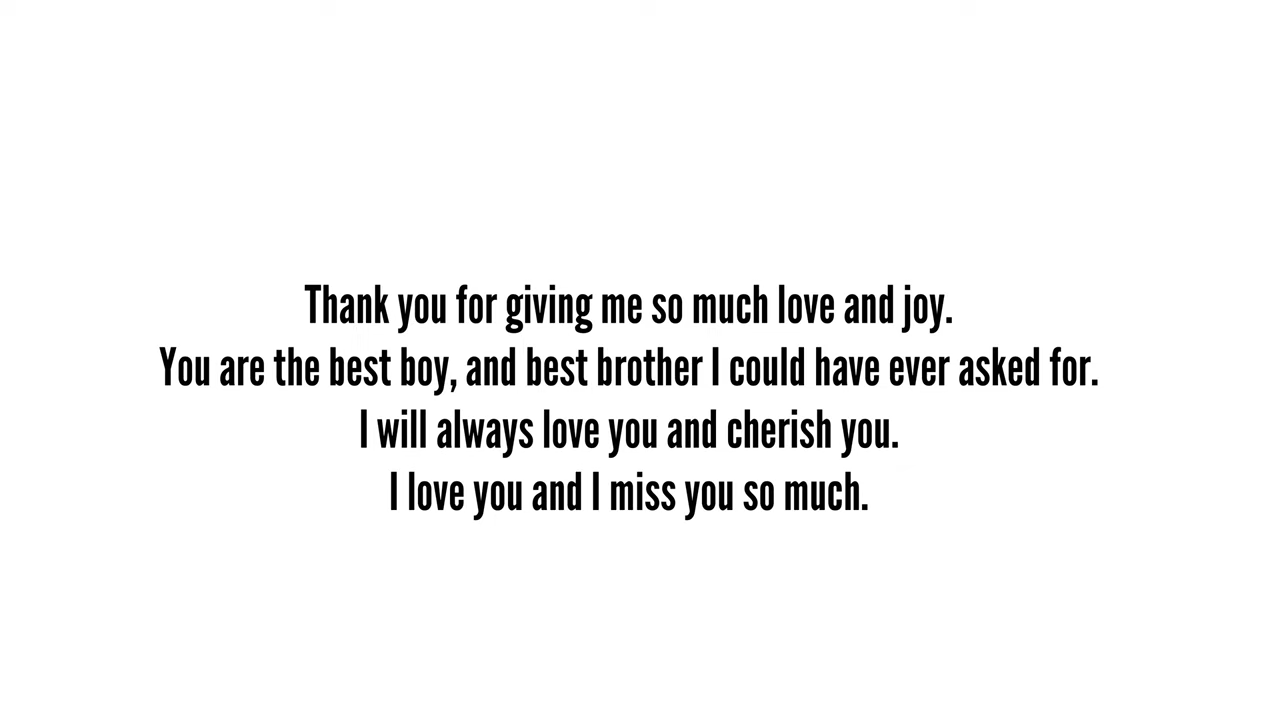 Thank you for giving me so much love and joy.
You are the best boy, and best brother I could have ever asked for.
I will always love you and cherish you.
I love you and I miss you so much.